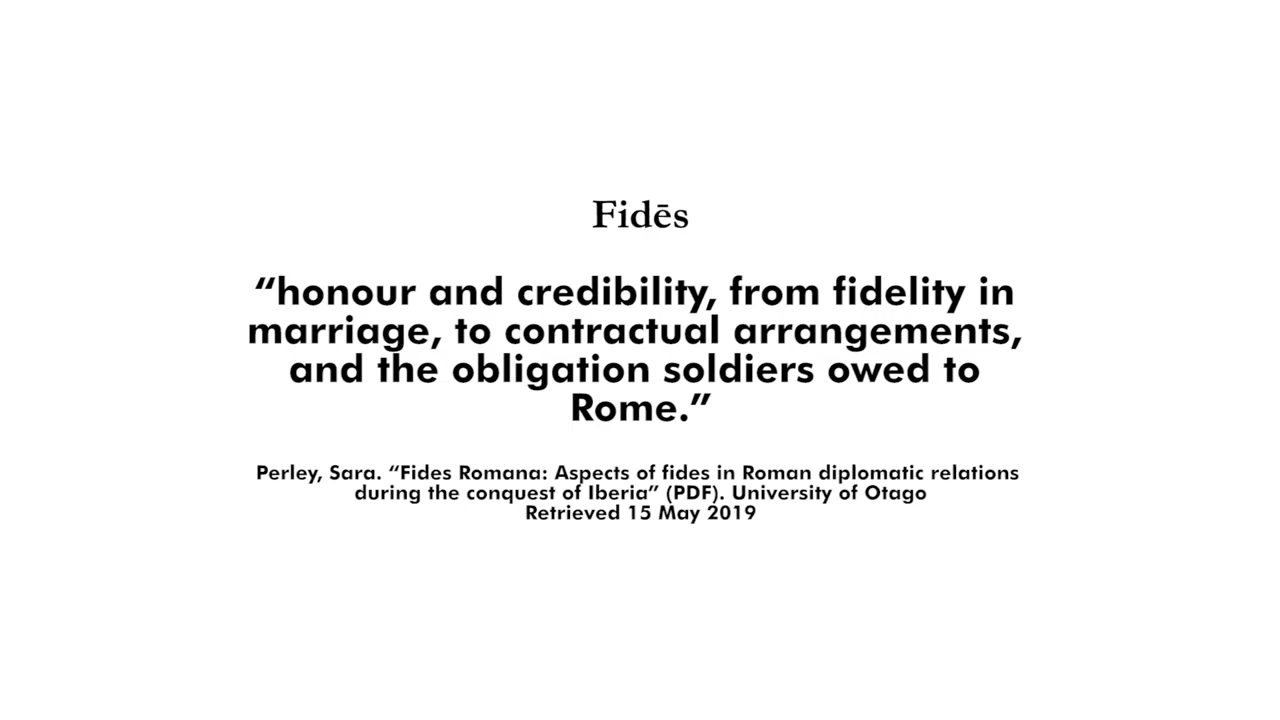 Fidēs
“honour and credibility, from fidelity in
marriage, to contractual arrangements,
and the obligation soldiers owed to
Rome.”
Perley, Sara. “Fides Romana: Aspects of fides in Roman diplomatic relations
during the conquest of Iberia” (PDF). University of Otago
Retrieved 15 May 2019